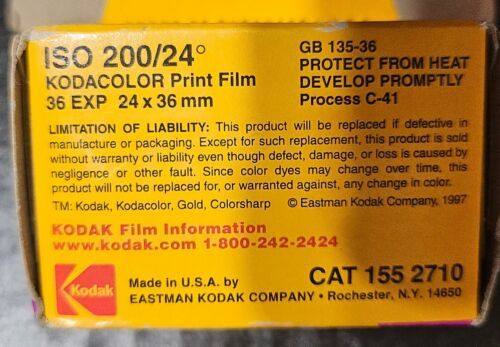 ISO 200/24°
KODACOLOR Print Film
36 EXP 24 x 36 mm
GB 135-36
PROTECT FROM HEAT
DEVELOP PROMPTLY
Process C-41
LIMITATION OF LIABILITY: This product will be replaced if defective in
manufacture or packaging. Except for such replacement, this product is sold
without warranty or liability even though defect, damage, or loss is caused by
negligence or other fault. Since color dyes may change over time, this product
will not be replaced for, or warranted against, any change in color.
TM: Kodak, Kodacolor, Gold, Colorsharp © Eastman Kodak Company, 1997
KODAK Film Information
www.kodak.com 1-800-242-2424
Kodak
Made in U.S.A. by
EASTMAN KODAK COMPANY • Rochester, N.Y. 14650
CAT 155 2710